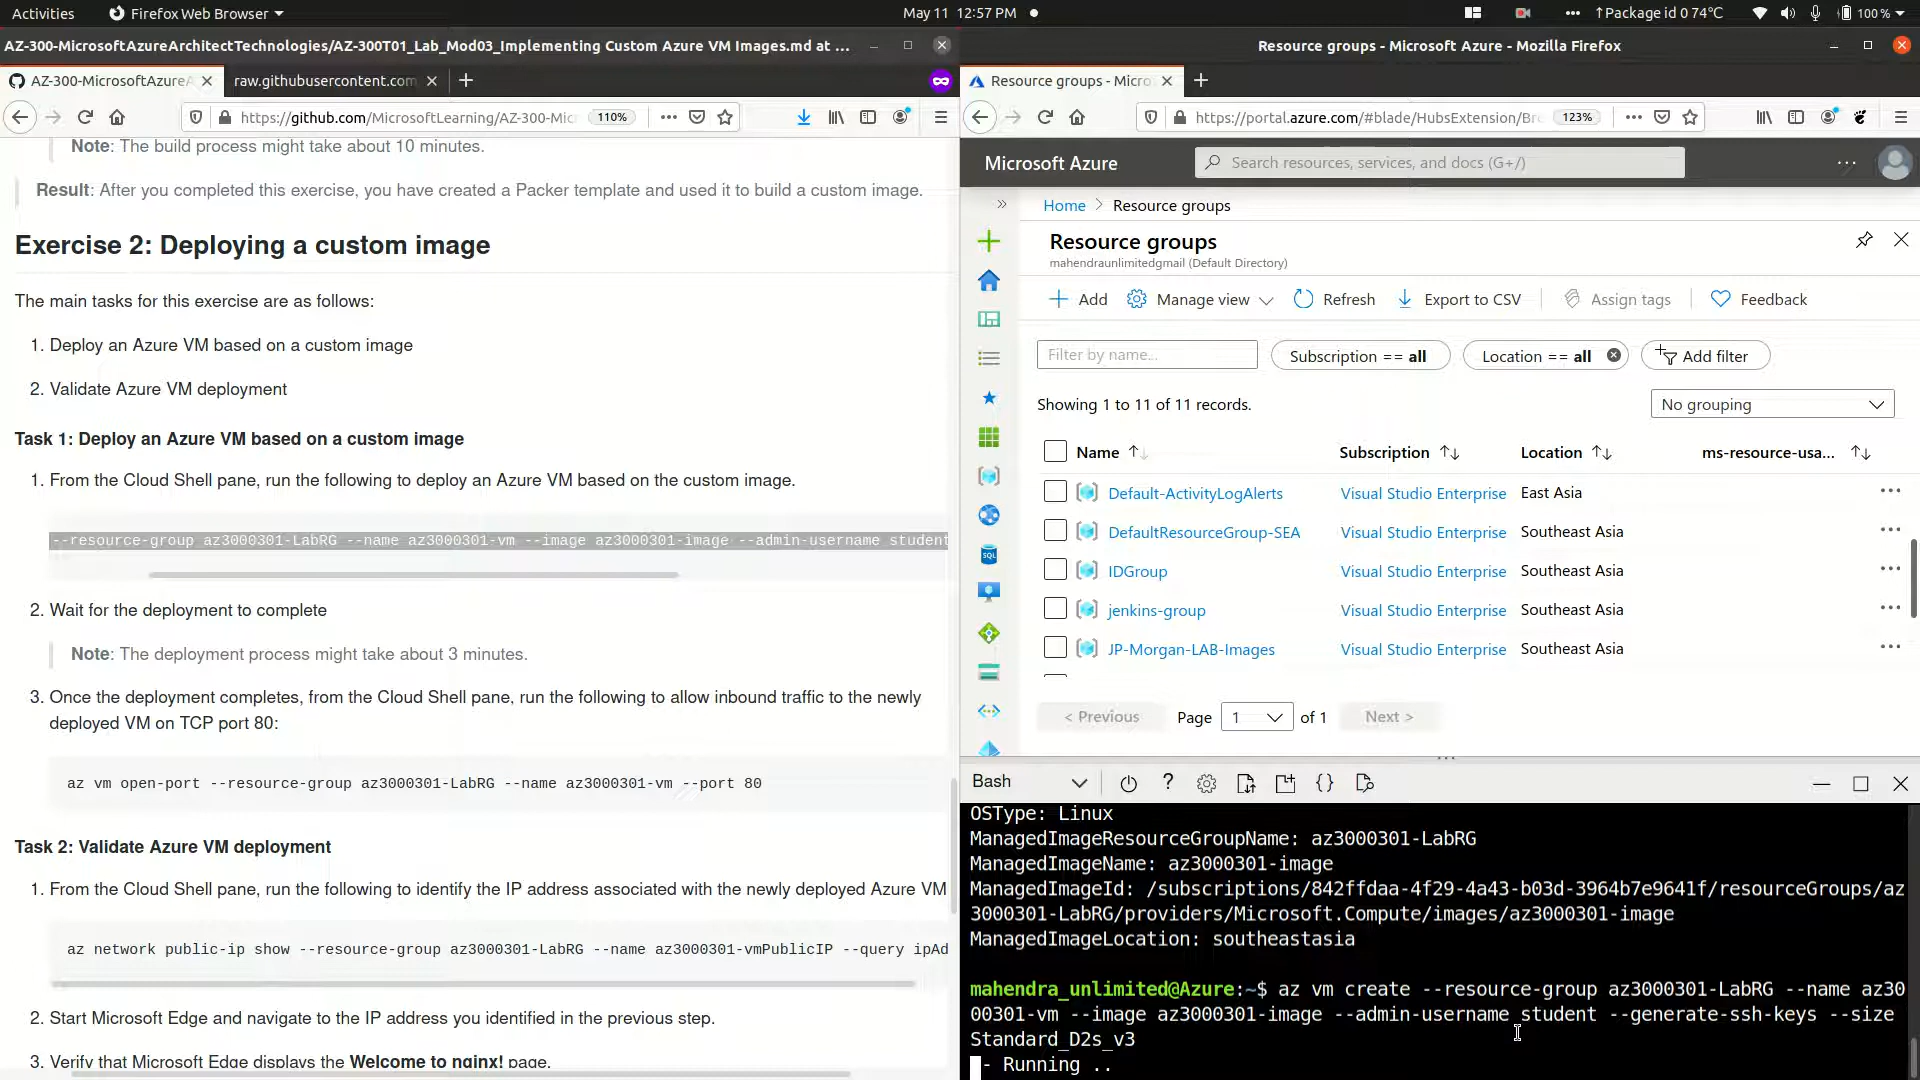 Activities
Firefox Web Browser
May 11 12:57 PM
Package id 0 74°C
100 %
AZ-300-MicrosoftAzureArchitectTechnologies/AZ-300T01_Lab_Mod03_Implementing Custom Azure VM Images.md at ...
AZ-300-MicrosoftAzureA
raw.githubusercontent.com
https://github.com/MicrosoftLearning/AZ-300-Mic
110%
Note: The build process might take about 10 minutes.
Result: After you completed this exercise, you have created a Packer template and used it to build a custom image.
Exercise 2: Deploying a custom image
The main tasks for this exercise are as follows:
1. Deploy an Azure VM based on a custom image
2. Validate Azure VM deployment
Task 1: Deploy an Azure VM based on a custom image
1. From the Cloud Shell pane, run the following to deploy an Azure VM based on the custom image.
--resource-group az3000301-LabRG --name az3000301-vm --image az3000301-image --admin-username student
2. Wait for the deployment to complete
Note: The deployment process might take about 3 minutes.
3. Once the deployment completes, from the Cloud Shell pane, run the following to allow inbound traffic to the newly
deployed VM on TCP port 80:
az vm open-port --resource-group az3000301-LabRG --name az3000301-vm --port 80
Task 2: Validate Azure VM deployment
1. From the Cloud Shell pane, run the following to identify the IP address associated with the newly deployed Azure VM
az network public-ip show --resource-group az3000301-LabRG --name az3000301-vmPublicIP --query ipAd
2. Start Microsoft Edge and navigate to the IP address you identified in the previous step.
3. Verify that Microsoft Edge displays the Welcome to nginx! page.
Resource groups - Microsoft Azure - Mozilla Firefox
Resource groups - Micro
https://portal.azure.com/#blade/HubsExtension/Br
123%
Microsoft Azure
Search resources, services, and docs (G+/)
Home > Resource groups
Resource groups
mahendraunlimitedgmail (Default Directory)
Add
Manage view
Refresh
Export to CSV
Assign tags
Feedback
Filter by name...
Subscription == all
Location == all
Add filter
Showing 1 to 11 of 11 records.
No grouping
Name
Subscription
Location
ms-resource-usa...
Default-ActivityLogAlerts Visual Studio Enterprise East Asia
DefaultResourceGroup-SEA Visual Studio Enterprise Southeast Asia
IDGroup Visual Studio Enterprise Southeast Asia
jenkins-group Visual Studio Enterprise Southeast Asia
JP-Morgan-LAB-Images Visual Studio Enterprise Southeast Asia
< Previous
Page 1 of 1
Next >
SQL
Bash
OSType: Linux
ManagedImageResourceGroupName: az3000301-LabRG
ManagedImageName: az3000301-image
ManagedImageId: /subscriptions/842ffdaa-4f29-4a43-b03d-3964b7e9641f/resourceGroups/az
3000301-LabRG/providers/Microsoft.Compute/images/az3000301-image
ManagedImageLocation: southeastasia
mahendra_unlimited@Azure:~$ az vm create --resource-group az3000301-LabRG --name az30
00301-vm --image az3000301-image --admin-username student --generate-ssh-keys --size
Standard_D2s_v3
- Running ..